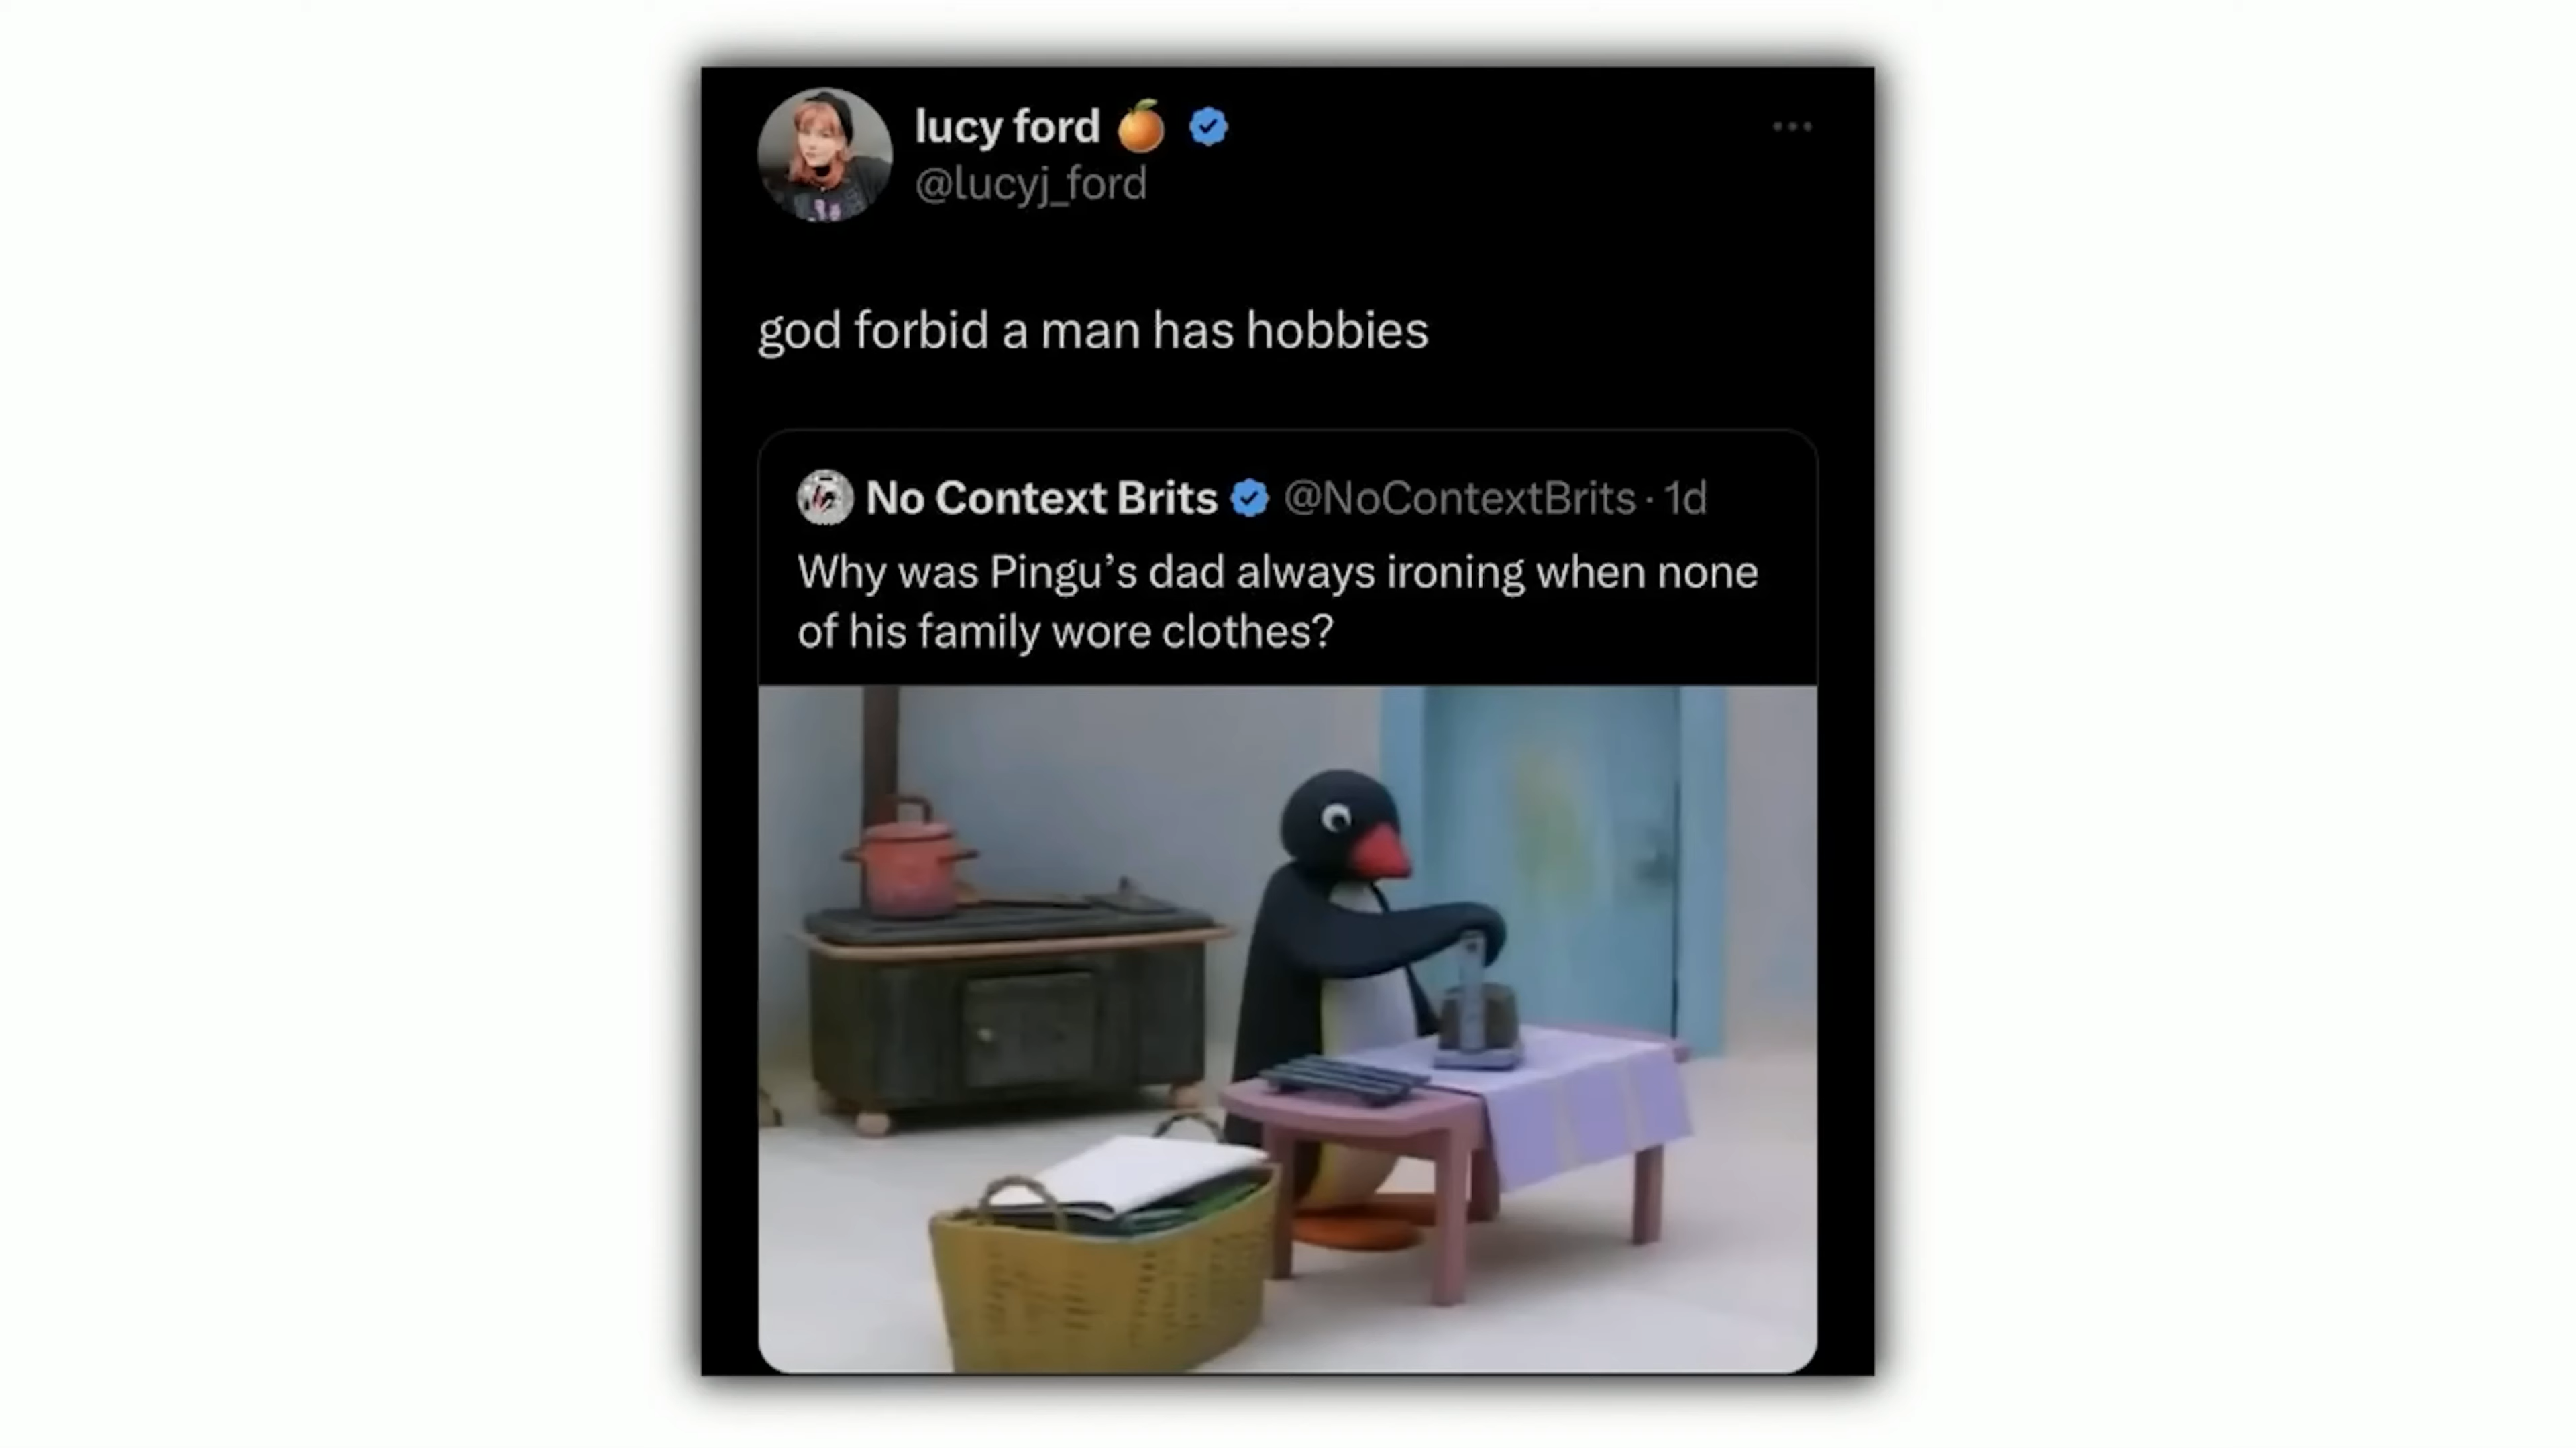 lucy ford 🍊
@lucyj_ford
god forbid a man has hobbies
No Context Brits @NoContextBrits · 1d
Why was Pingu’s dad always ironing when none
of his family wore clothes?